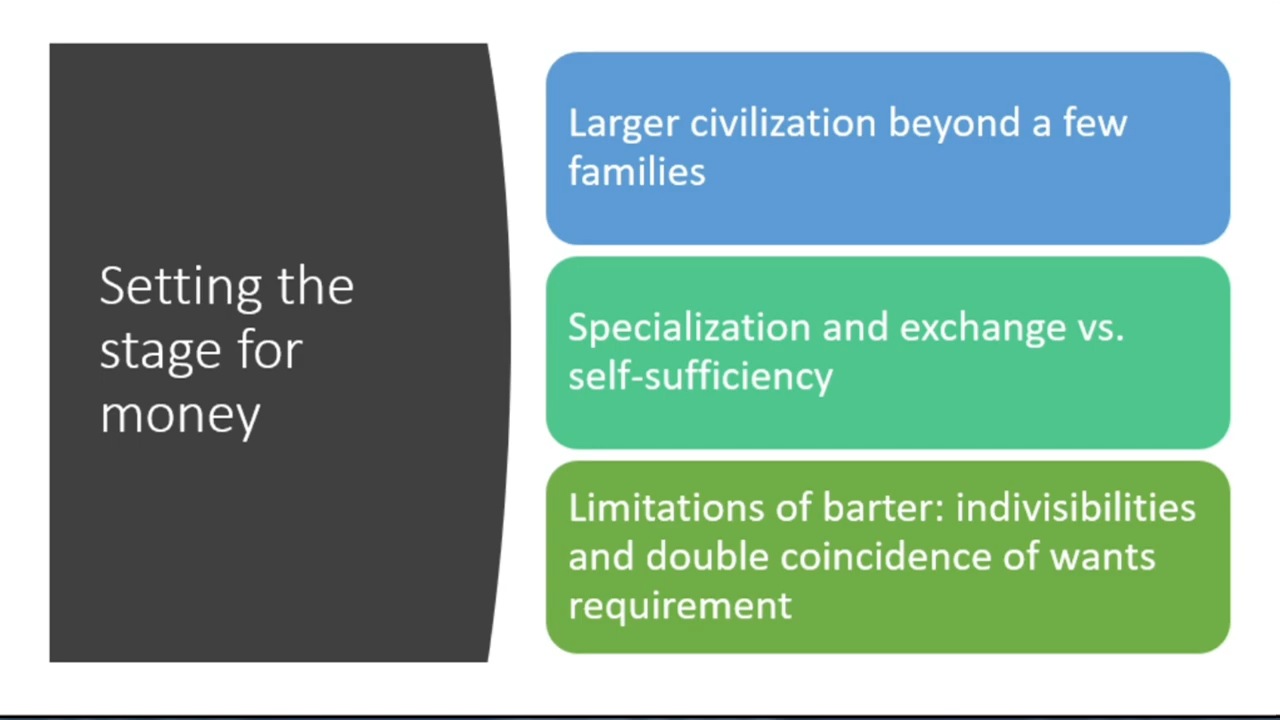 Setting the
stage for
money
Larger civilization beyond a few
families
Specialization and exchange vs.
self-sufficiency
Limitations of barter: indivisibilities
and double coincidence of wants
requirement